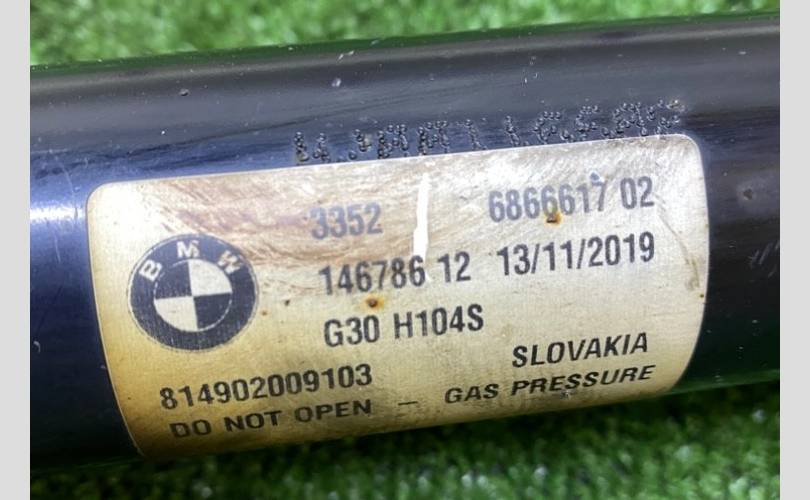 3352 6866617 02
BMW
146786 12 13/11/2019
G30 H104S
SLOVAKIA
814902009103
DO NOT OPEN – GAS PRESSURE